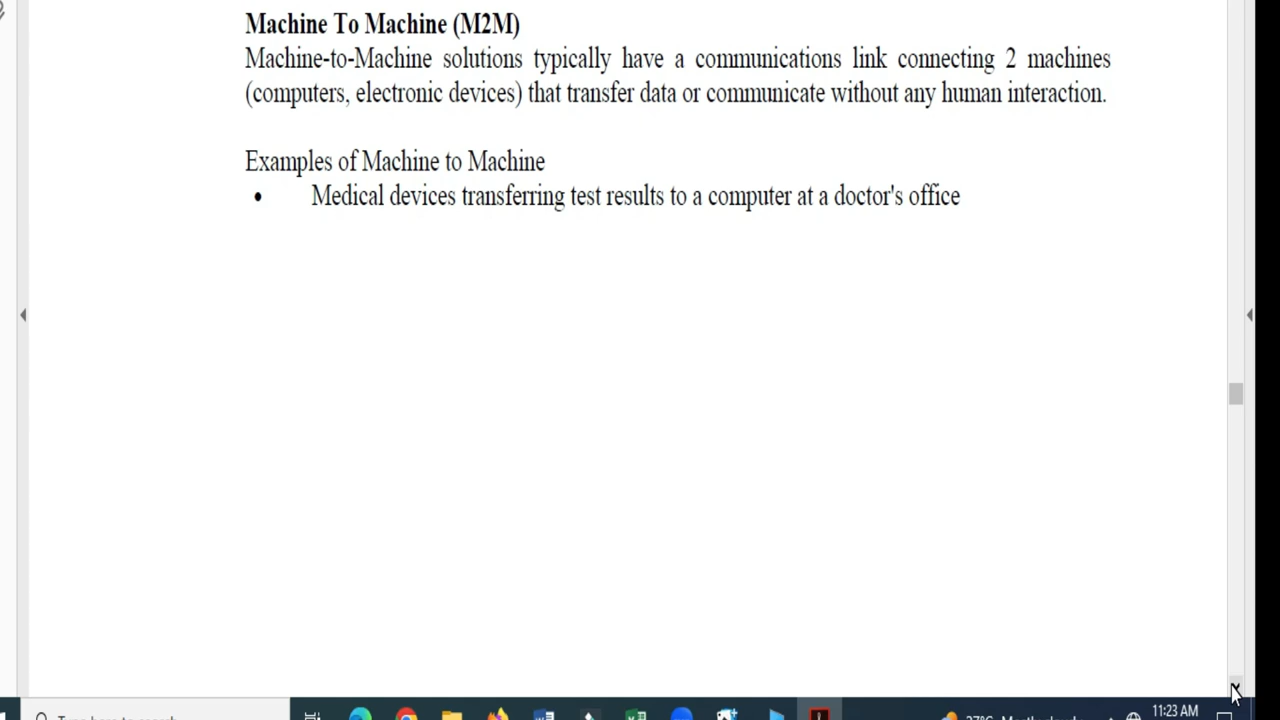 Machine To Machine (M2M)
Machine-to-Machine solutions typically have a communications link connecting 2 machines
(computers, electronic devices) that transfer data or communicate without any human interaction.
Examples of Machine to Machine
• Medical devices transferring test results to a computer at a doctor's office
11:23 AM